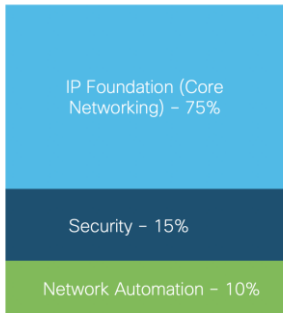 IP Foundation (Core
Networking) – 75%
Security – 15%
Network Automation – 10%